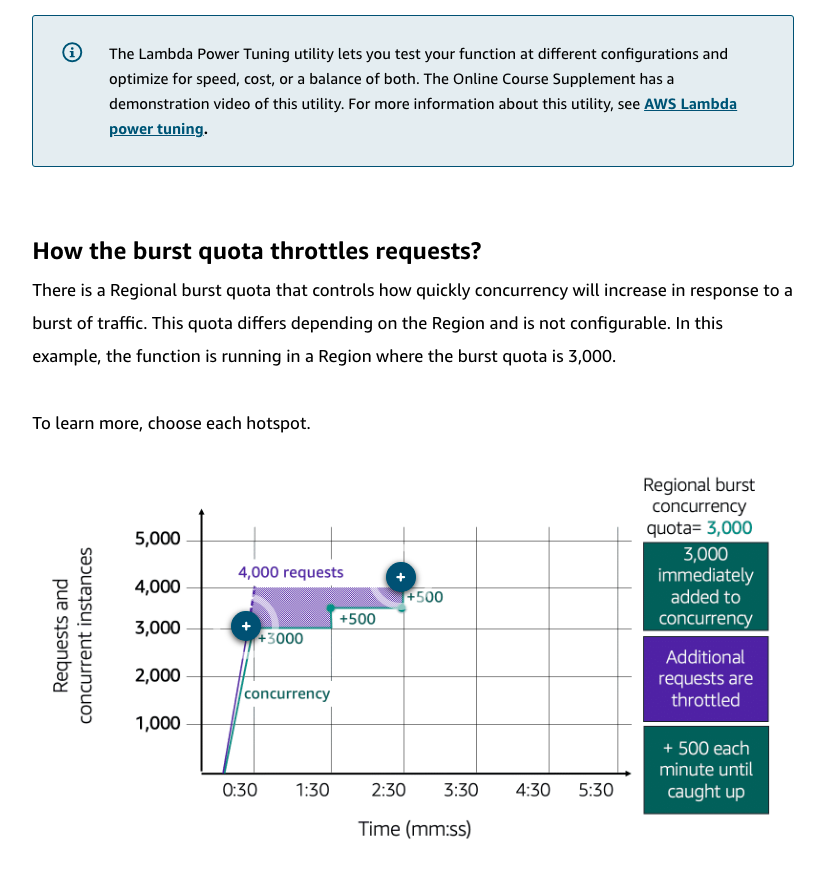 The Lambda Power Tuning utility lets you test your function at different configurations and
optimize for speed, cost, or a balance of both. The Online Course Supplement has a
demonstration video of this utility. For more information about this utility, see AWS Lambda
power tuning.
How the burst quota throttles requests?
There is a Regional burst quota that controls how quickly concurrency will increase in response to a
burst of traffic. This quota differs depending on the Region and is not configurable. In this
example, the function is running in a Region where the burst quota is 3,000.
To learn more, choose each hotspot.
Requests and
concurrent instances
5,000
4,000
3,000
2,000
1,000
4,000 requests
+500
+500
+3000
concurrency
0:30
1:30
2:30
3:30
4:30
5:30
Time (mm:ss)
Regional burst
concurrency
quota= 3,000
3,000
immediately
added to
concurrency
Additional
requests are
throttled
+ 500 each
minute until
caught up